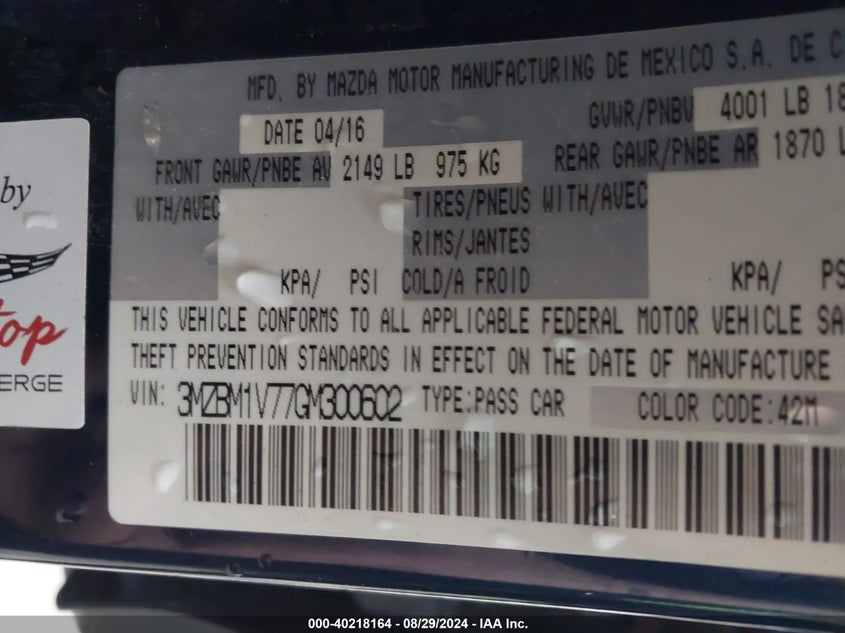 MFD. BY MAZDA MOTOR MANUFACTURING DE MEXICO S.A. DE C
DATE 04/16
GVWR/PNBV 4001 LB 18
FRONT GAWR/PNBE AV 2149 LB 975 KG
REAR GAWR/PNBE AR 1870 L
WITH/AVEC
TIRES/PNEUS WITH/AVEC
RIMS/JANTES
KPA/ PSI COLD/A FROID
KPA/ PS
THIS VEHICLE CONFORMS TO ALL APPLICABLE FEDERAL MOTOR VEHICLE SA
THEFT PREVENTION STANDARDS IN EFFECT ON THE DATE OF MANUFACTURE
VIN: 3MZBM1V77GM300602 TYPE:PASS CAR COLOR CODE:42M
by
top
ERGE
000-40218164 - 08/29/2024 - IAA Inc.